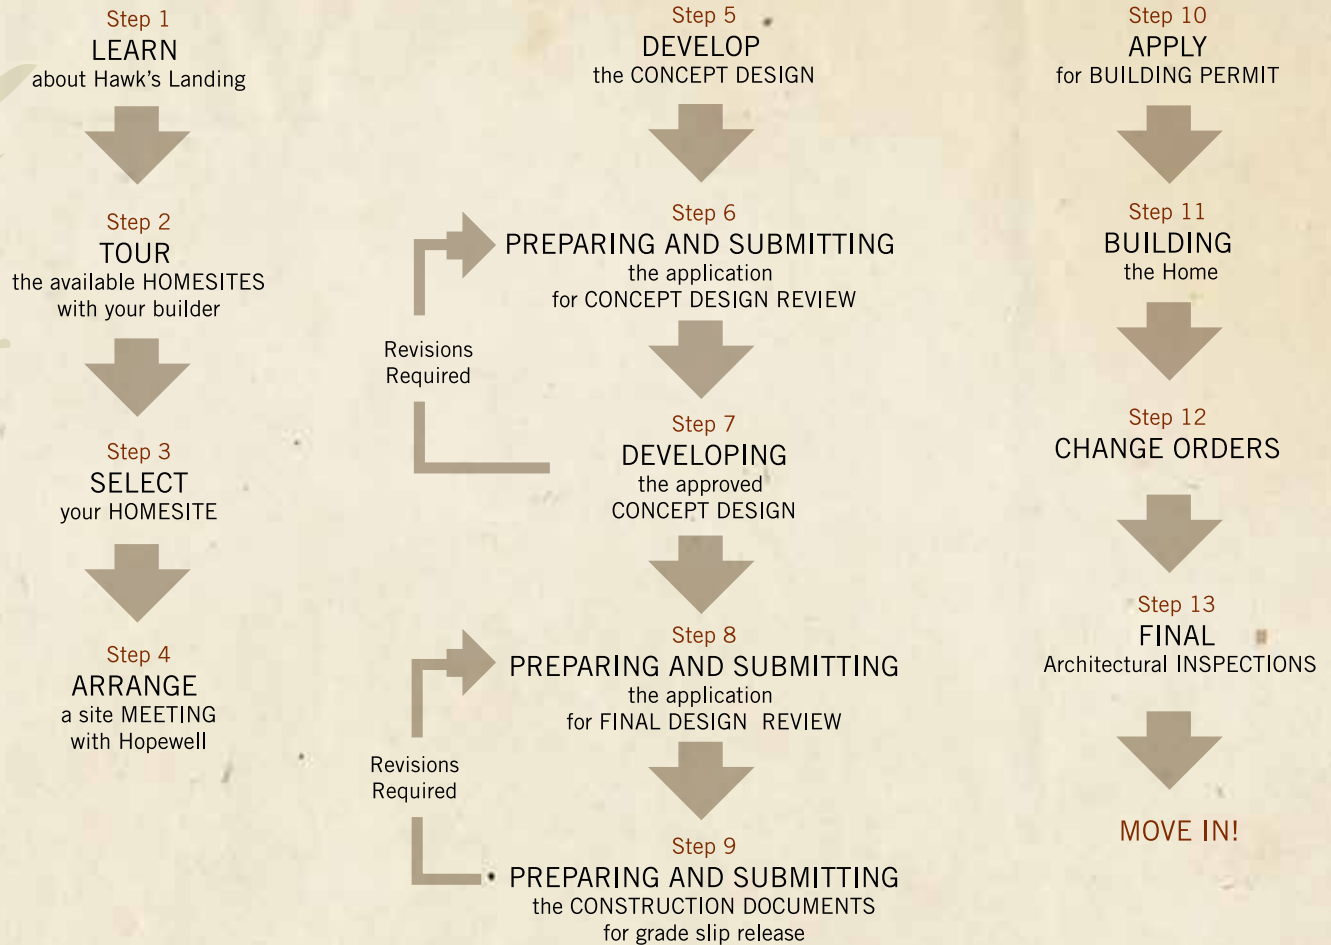 Step 1
LEARN
about Hawk's Landing
Step 2
TOUR
the available HOMESITES
with your builder
Step 3
SELECT
your HOMESITE
Step 4
ARRANGE
a site MEETING
with Hopewell
Step 5
DEVELOP
the CONCEPT DESIGN
Step 6
PREPARING AND SUBMITTING
the application
for CONCEPT DESIGN REVIEW
Revisions
Required
Step 7
DEVELOPING
the approved
CONCEPT DESIGN
Step 8
PREPARING AND SUBMITTING
the application
for FINAL DESIGN REVIEW
Revisions
Required
Step 9
PREPARING AND SUBMITTING
the CONSTRUCTION DOCUMENTS
for grade slip release
Step 10
APPLY
for BUILDING PERMIT
Step 11
BUILDING
the Home
Step 12
CHANGE ORDERS
Step 13
FINAL
Architectural INSPECTIONS
MOVE IN!